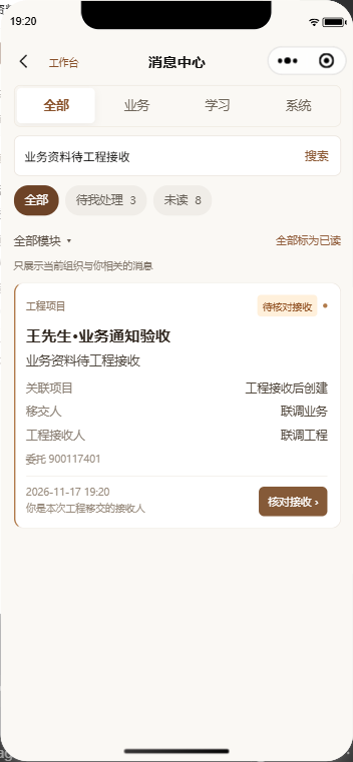 19:20
工作台
消息中心
全部 业务 学习 系统
业务资料待工程接收 搜索
全部 待我处理 3 未读 8
全部模块 全部标为已读
只展示当前组织与你相关的消息
工程项目 待核对接收
王先生·业务通知验收
业务资料待工程接收
关联项目 工程接收后创建
移交人 联调业务
工程接收人 联调工程
委托 900117401
2026-11-17 19:20
你是本次工程移交的接收人
核对接收 ›